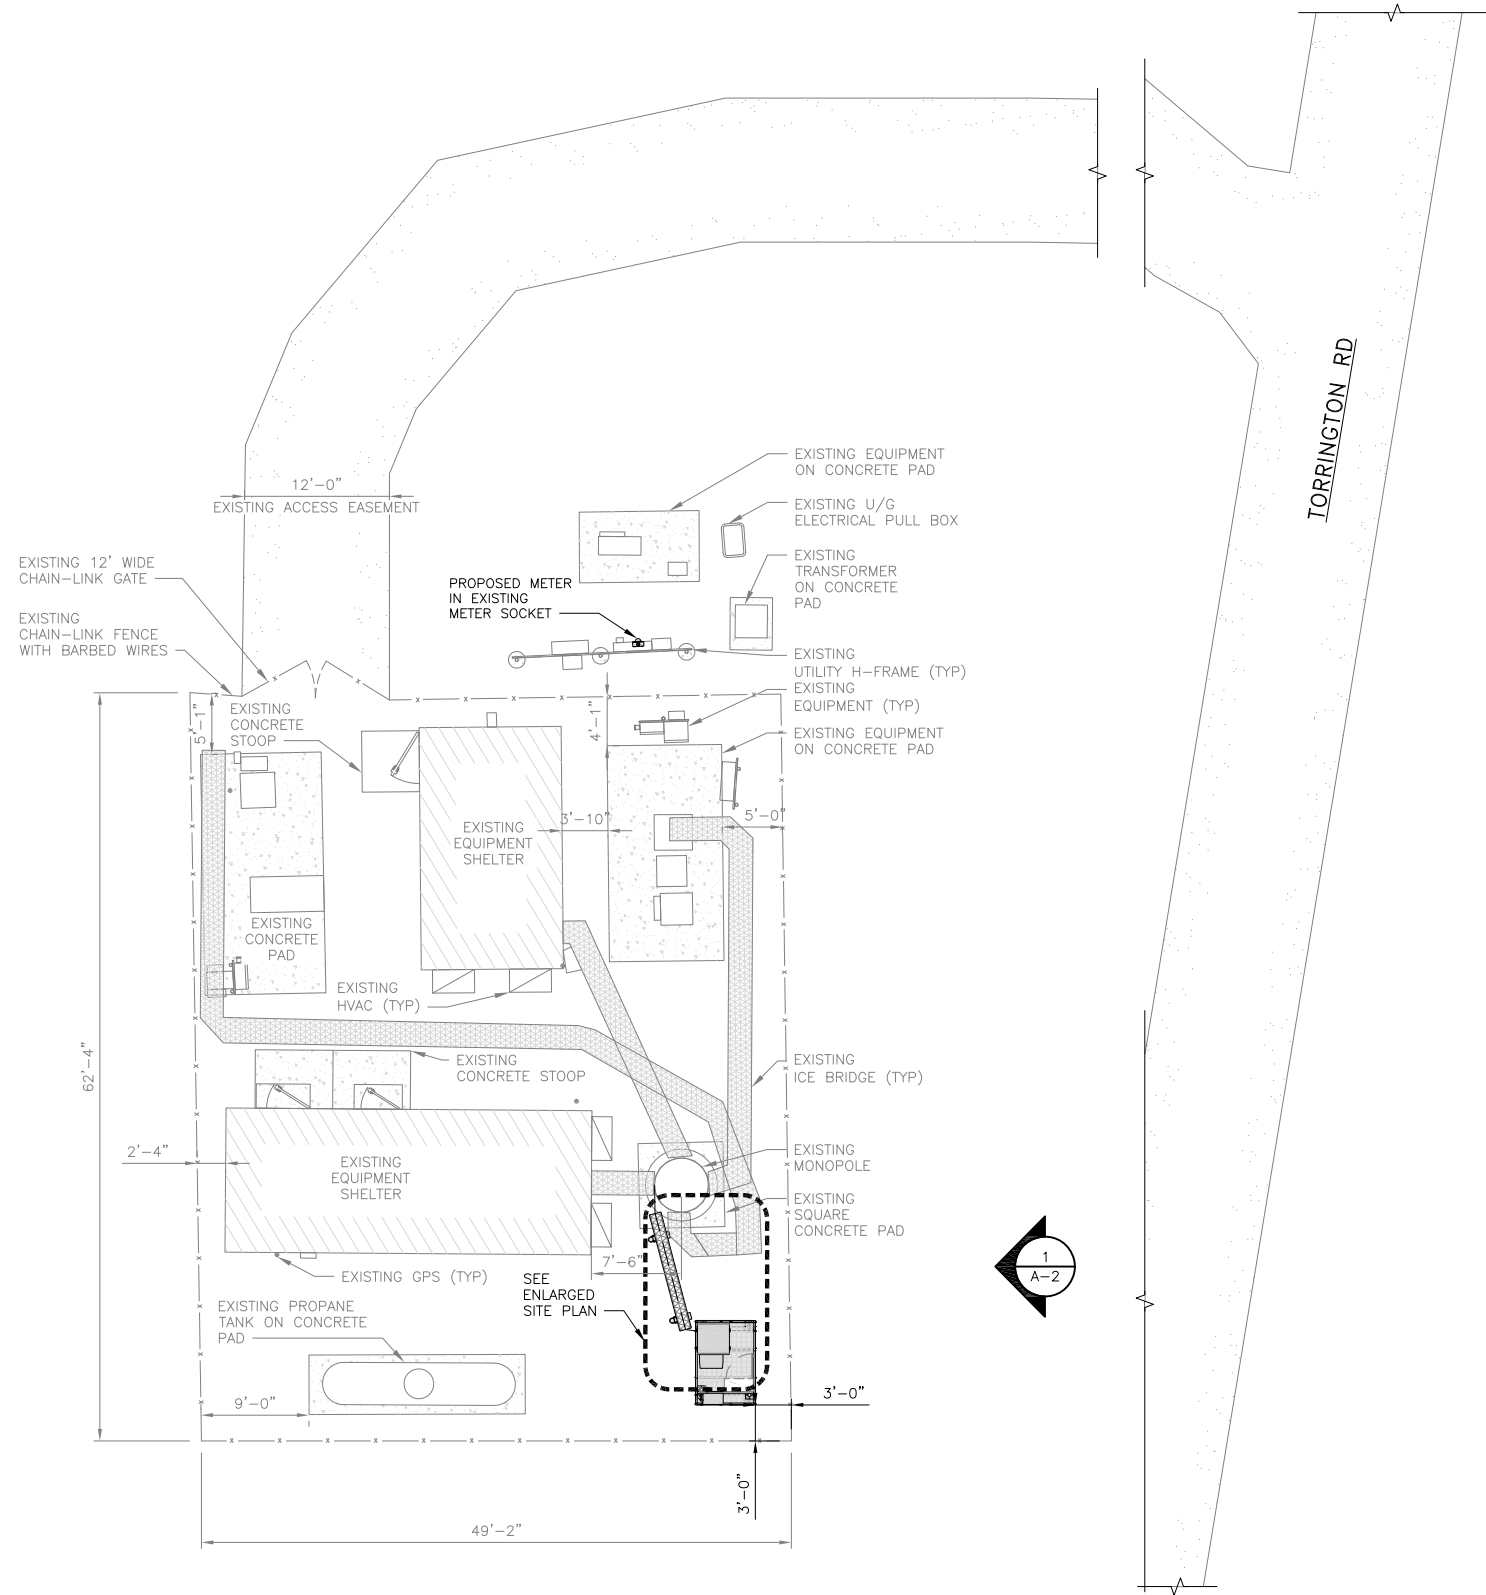 TORRINGTON RD
EXISTING EQUIPMENT
ON CONCRETE PAD
12'-0"
EXISTING ACCESS EASEMENT
EXISTING U/G
ELECTRICAL PULL BOX
EXISTING 12' WIDE
CHAIN-LINK GATE
EXISTING
TRANSFORMER
ON CONCRETE
PAD
PROPOSED METER
IN EXISTING
METER SOCKET
EXISTING
CHAIN-LINK FENCE
WITH BARBED WIRES
EXISTING
UTILITY H-FRAME (TYP)
EXISTING
EQUIPMENT (TYP)
5'-1"
EXISTING
CONCRETE
STOOP
4'-1"
EXISTING EQUIPMENT
ON CONCRETE PAD
EXISTING
EQUIPMENT
SHELTER
3'-10"
5'-0"
EXISTING
CONCRETE
PAD
EXISTING
HVAC (TYP)
62'-4"
EXISTING
CONCRETE STOOP
EXISTING
ICE BRIDGE (TYP)
2'-4"
EXISTING
EQUIPMENT
SHELTER
EXISTING
MONOPOLE
EXISTING
SQUARE
CONCRETE PAD
7'-6"
EXISTING GPS (TYP)
SEE
ENLARGED
SITE PLAN
1
A-2
EXISTING PROPANE
TANK ON CONCRETE
PAD
9'-0"
3'-0"
3'-0"
49'-2"